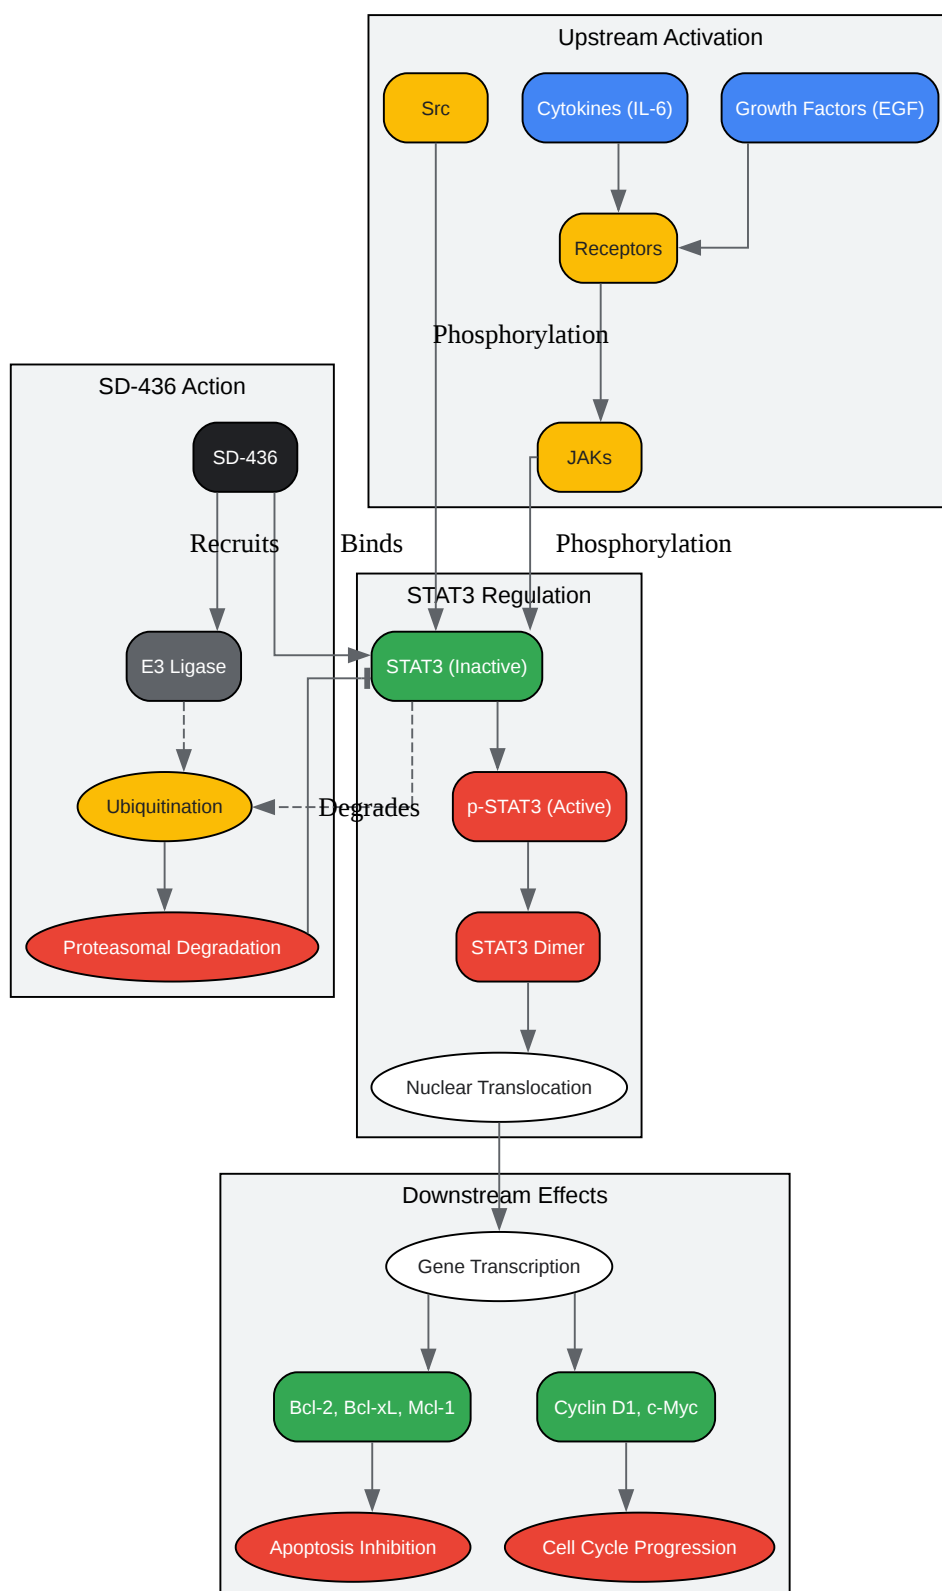 Upstream Activation
Src
Cytokines (IL-6)
Growth Factors (EGF)
Receptors
Phosphorylation
SD-436 Action
SD-436
JAKs
Recruits
Binds
Phosphorylation
STAT3 Regulation
E3 Ligase
STAT3 (Inactive)
Ubiquitination
Degrades
p-STAT3 (Active)
Proteasomal Degradation
STAT3 Dimer
Nuclear Translocation
Downstream Effects
Gene Transcription
Bcl-2, Bcl-xL, Mcl-1
Cyclin D1, c-Myc
Apoptosis Inhibition
Cell Cycle Progression